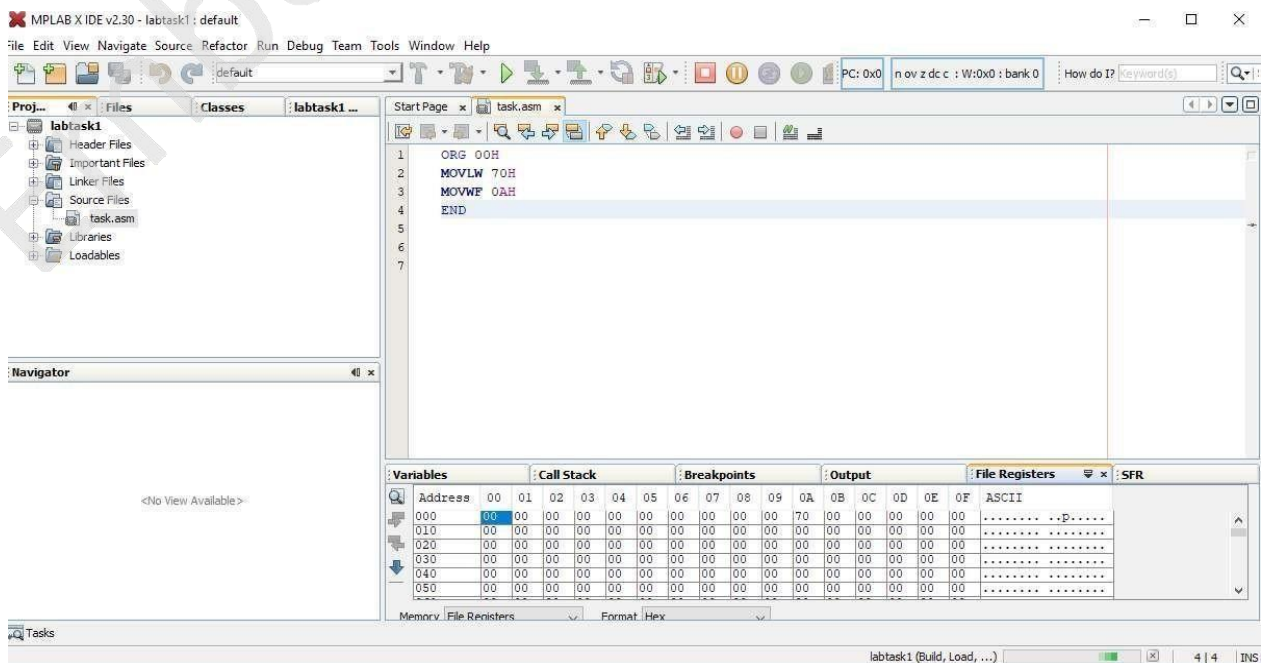 MPLAB X IDE v2.30 - labtask1 : default
File Edit View Navigate Source Refactor Run Debug Team Tools Window Help
default PC: 0x0 n ov z dc c : W:0x0 : bank 0 How do I? Keyword(s)
Proj... Files Classes labtask1 ...
labtask1
Header Files
Important Files
Linker Files
Source Files
task.asm
Libraries
Loadables
Navigator
<No View Available>
Start Page task.asm
1 ORG 00H
2 MOVLW 70H
3 MOVWF 0AH
4 END
5
6
7
Variables Call Stack Breakpoints Output File Registers SFR
Address 00 01 02 03 04 05 06 07 08 09 0A 0B 0C 0D 0E 0F ASCII
000 00 00 00 00 00 00 00 00 00 00 70 00 00 00 00 00 ........ ..p.....
010 00 00 00 00 00 00 00 00 00 00 00 00 00 00 00 00 ........ ........
020 00 00 00 00 00 00 00 00 00 00 00 00 00 00 00 00 ........ ........
030 00 00 00 00 00 00 00 00 00 00 00 00 00 00 00 00 ........ ........
040 00 00 00 00 00 00 00 00 00 00 00 00 00 00 00 00 ........ ........
050 00 00 00 00 00 00 00 00 00 00 00 00 00 00 00 00 ........ ........
Memory File Registers Format Hex
Tasks
labtask1 (Build, Load, ...) 4 | 4 INS